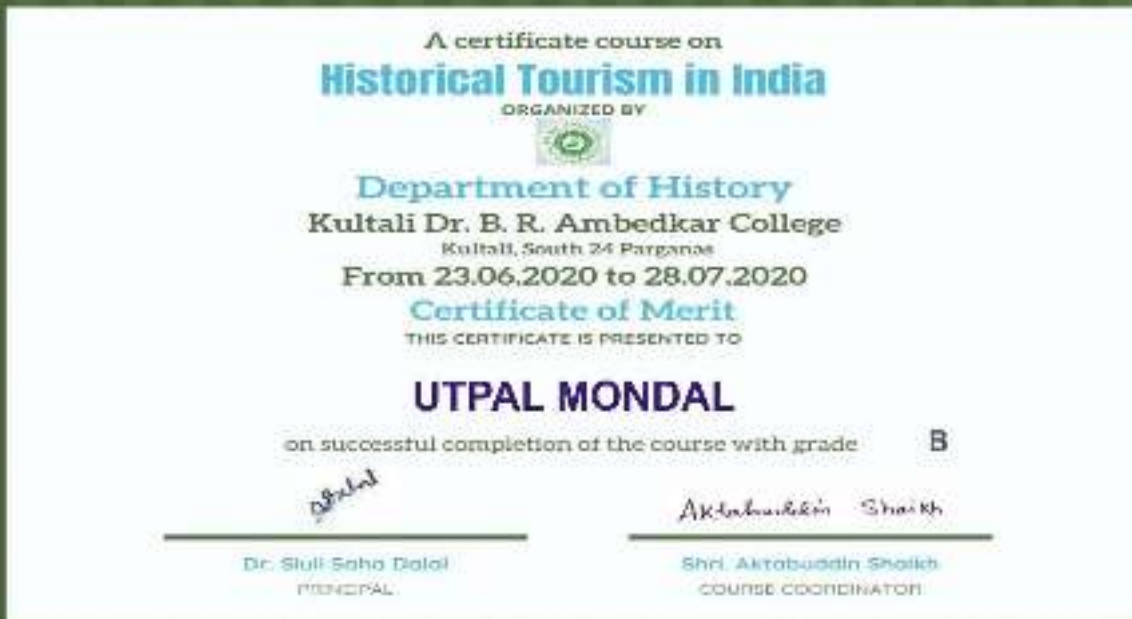 A certificate course on
Historical Tourism in India
ORGANIZED BY
Department of History
Kultali Dr. B. R. Ambedkar College
Kultali, South 24 Parganas
From 23.06.2020 to 28.07.2020
Certificate of Merit
THIS CERTIFICATE IS PRESENTED TO
UTPAL MONDAL
on successful completion of the course with grade B
Aktabuddin Shaikh
Dr. Siuli Saha Dalal
Shri. Aktabuddin Shaikh
PRINCIPAL
COURSE COORDINATOR